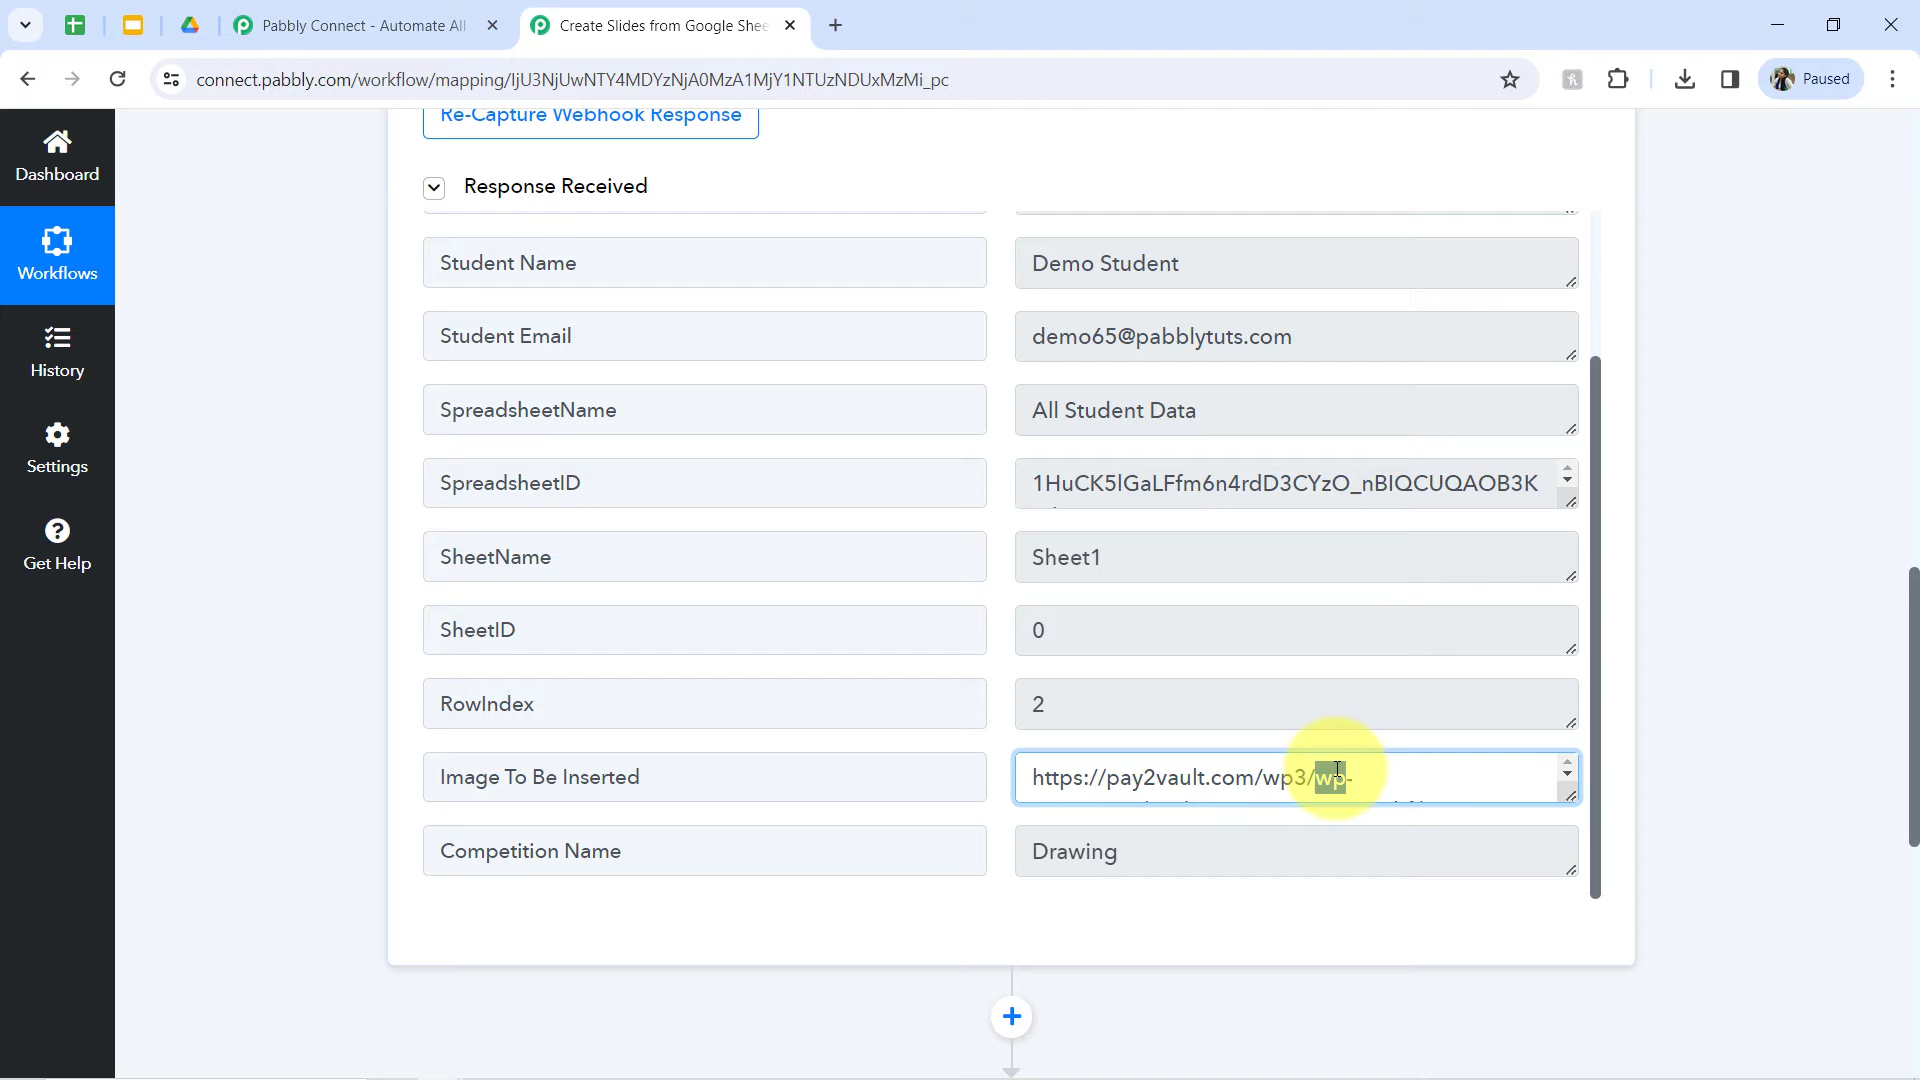 Pabbly Connect - Automate All
Create Slides from Google Shee
connect.pabbly.com/workflow/mapping/IjU3NjUwNTY4MDYzNjA0MzA1MjY1NTUzNDUxMzMi_pc
Paused
Re-Capture Webhook Response
Dashboard
Response Received
Workflows
Student Name
Demo Student
History
Student Email
demo65@pabblytuts.com
SpreadsheetName
All Student Data
Settings
SpreadsheetID
1HuCK5lGaLFfm6n4rdD3CYzO_nBIQCUQAOB3K
Get Help
SheetName
Sheet1
SheetID
0
RowIndex
2
Image To Be Inserted
https://pay2vault.com/wp3/wp-
Competition Name
Drawing